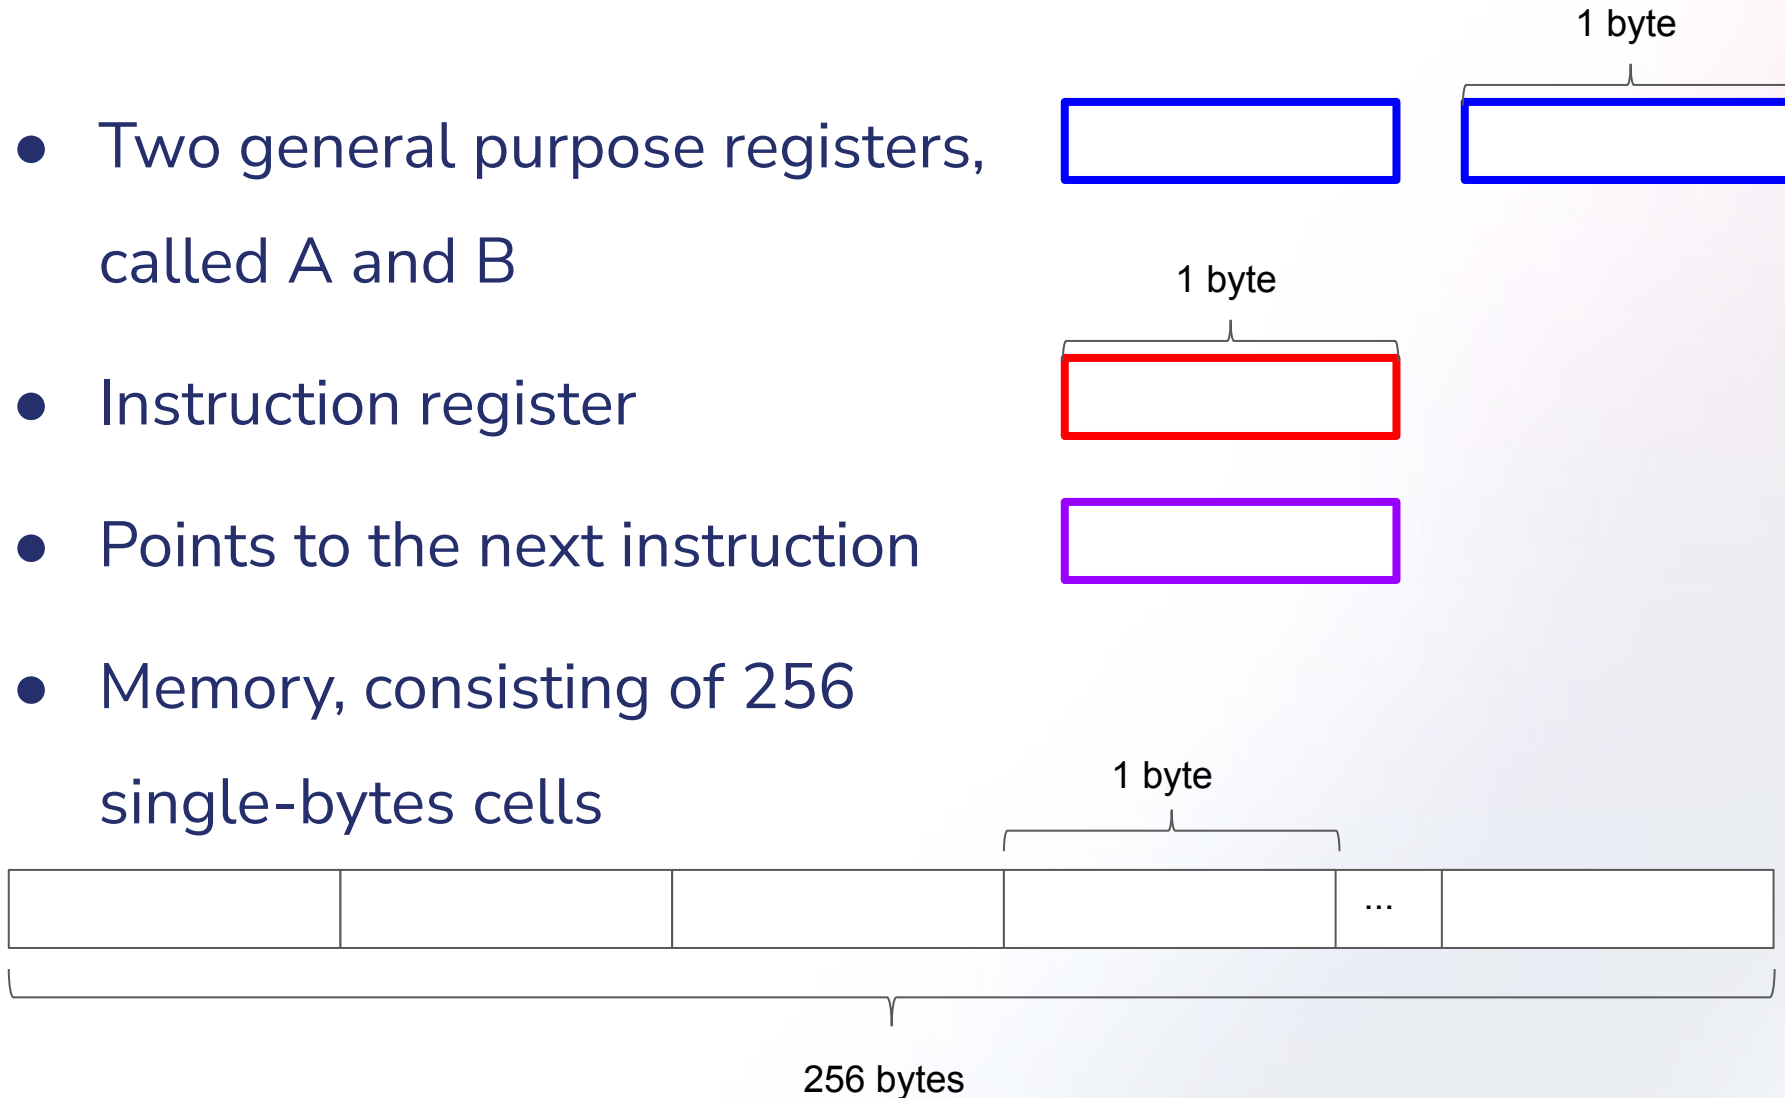 1 byte
● Two general purpose registers,
called A and B
1 byte
● Instruction register
● Points to the next instruction
● Memory, consisting of 256
single-bytes cells
1 byte
...
256 bytes